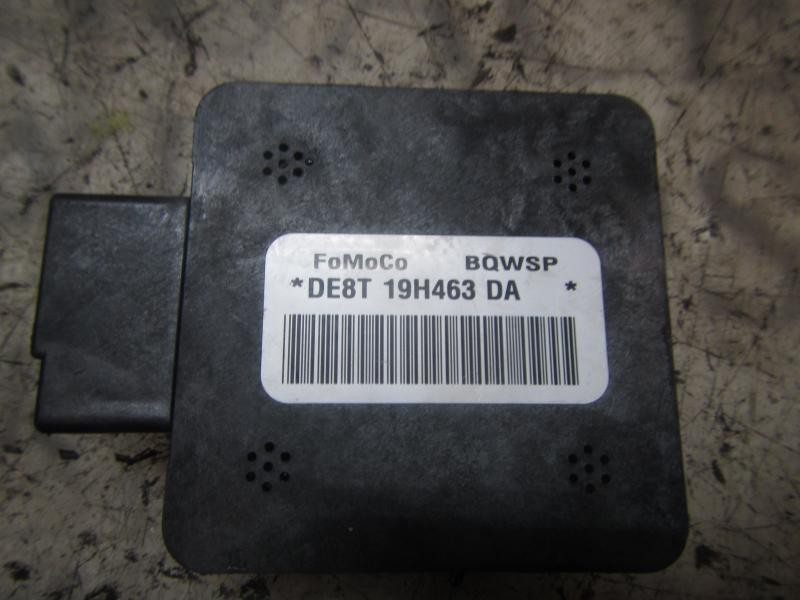 FoMoCo BQWSP
*DE8T 19H463 DA *